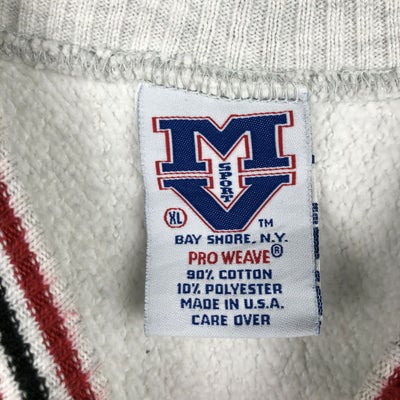 MV
SPORT
XL
™
BAY SHORE, N.Y.
PRO WEAVE®
90% COTTON
10% POLYESTER
MADE IN U.S.A.
CARE OVER